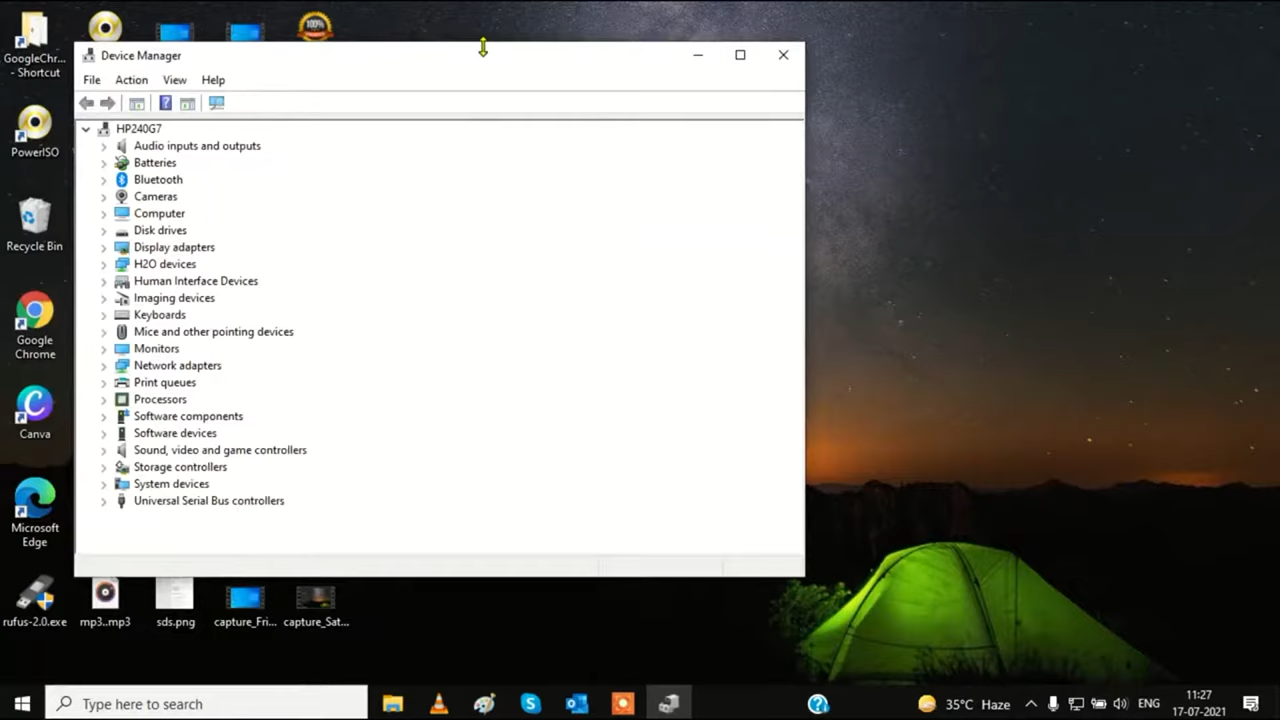 GoogleChr...
- Shortcut
100%
Device Manager
File Action View Help
HP240G7
Audio inputs and outputs
Batteries
Bluetooth
Cameras
Computer
Disk drives
Display adapters
H2O devices
Human Interface Devices
Imaging devices
Keyboards
Mice and other pointing devices
Monitors
Network adapters
Print queues
Processors
Software components
Software devices
Sound, video and game controllers
Storage controllers
System devices
Universal Serial Bus controllers
PowerISO
Recycle Bin
Google
Chrome
Canva
Microsoft
Edge
rufus-2.0.exe
mp3..mp3
sds.png
capture_Fri...
capture_Sat...
Type here to search
35°C Haze
ENG
11:27
17-07-2021